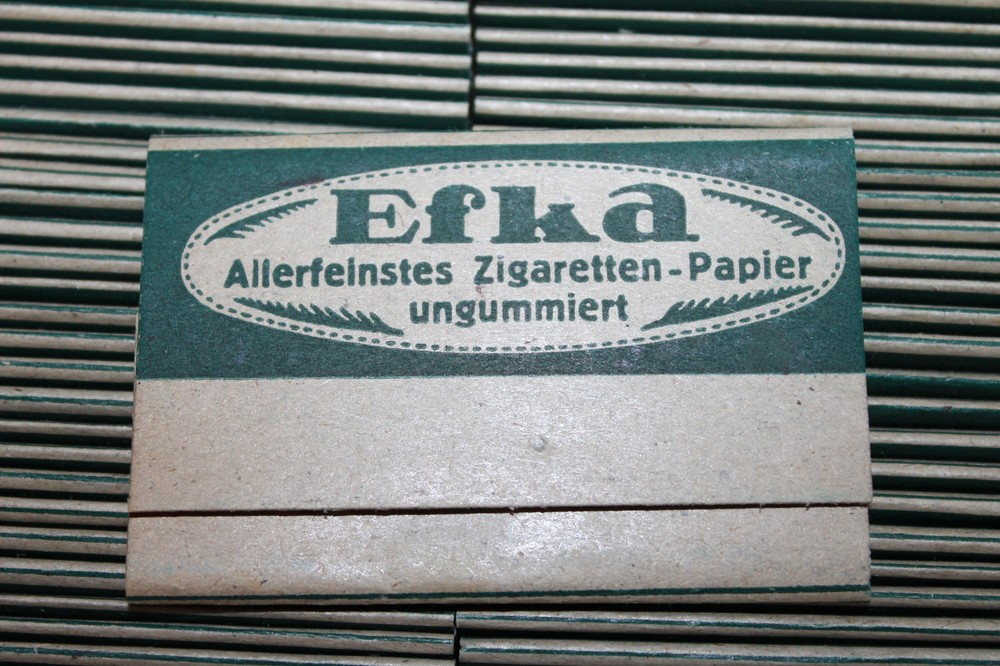 Efka
Allerfeinstes Zigaretten-Papier
ungummiert